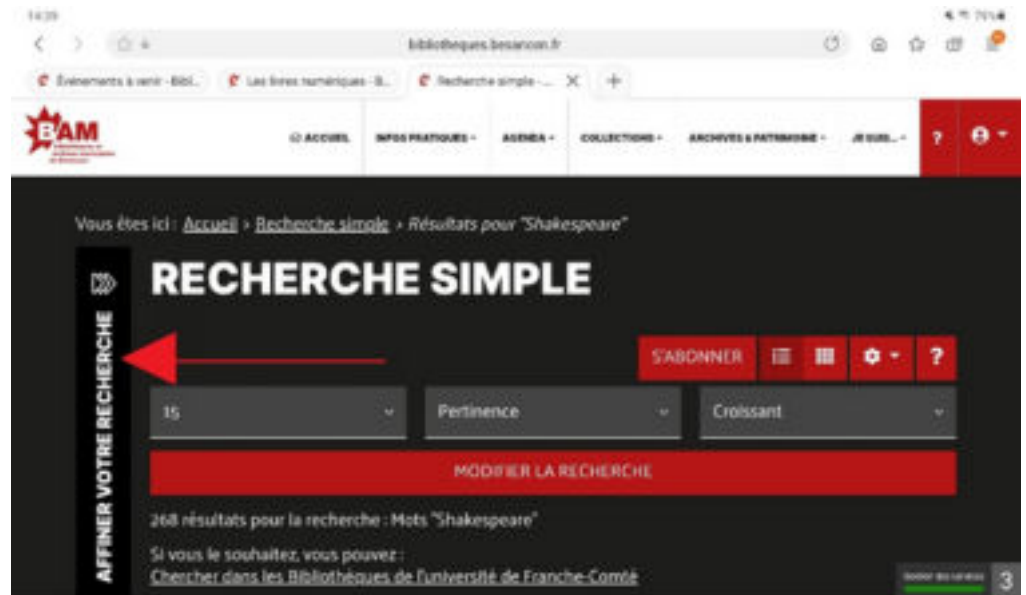 14:39
bibliotheques.besancon.fr
Évènements à venir - Bibl...
Les livres numériques - B...
Recherche simple - ...
BAM
ACCUEIL
INFOS PRATIQUES
AGENDA
COLLECTIONS
ARCHIVES & PATRIMOINE
JE SUIS...
?
Vous êtes ici : Accueil > Recherche simple > Résultats pour "Shakespeare"
RECHERCHE SIMPLE
AFFINER VOTRE RECHERCHE
S'ABONNER
?
15
Pertinence
Croissant
MODIFIER LA RECHERCHE
268 résultats pour la recherche : Mots "Shakespeare"
Si vous le souhaitez, vous pouvez :
Chercher dans les Bibliothèques de l'université de Franche-Comté
3